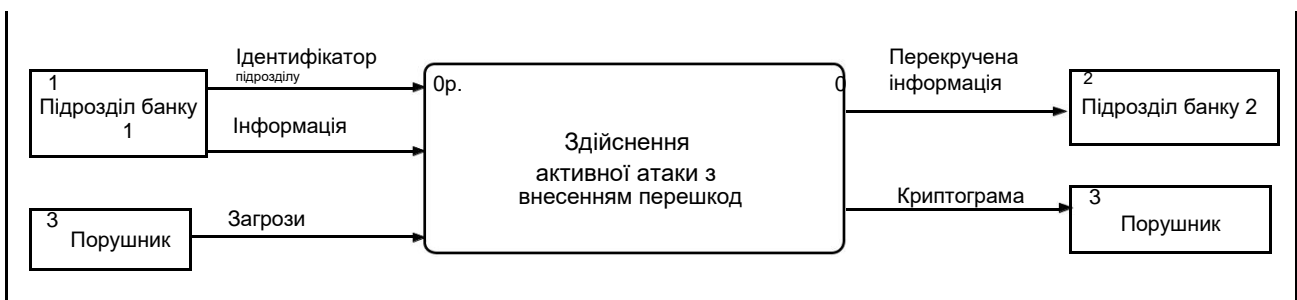 1
Підрозділ банку
1
Ідентифікатор
підрозділу
Інформація
3
Порушник
Загрози
0р.
0
Здійснення
активної атаки з
внесенням перешкод
Перекручена
інформація
2
Підрозділ банку 2
Криптограма
3
Порушник